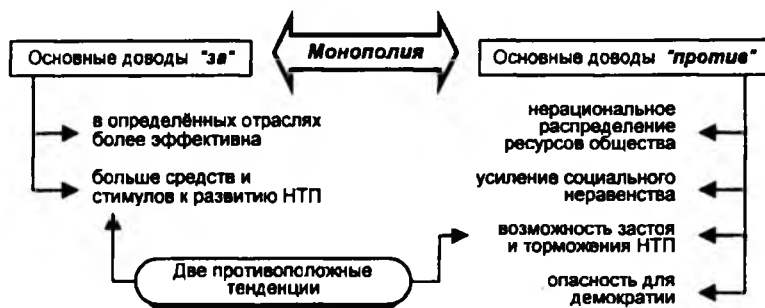 Монополия
Основные доводы "за"
Основные доводы "против"
в определённых отраслях
более эффективна
больше средств и
стимулов к развитию НТП
нерациональное
распределение
ресурсов общества
усиление социального
неравенства
возможность застоя
и торможения НТП
опасность для
демократии
Две противоположные
тенденции